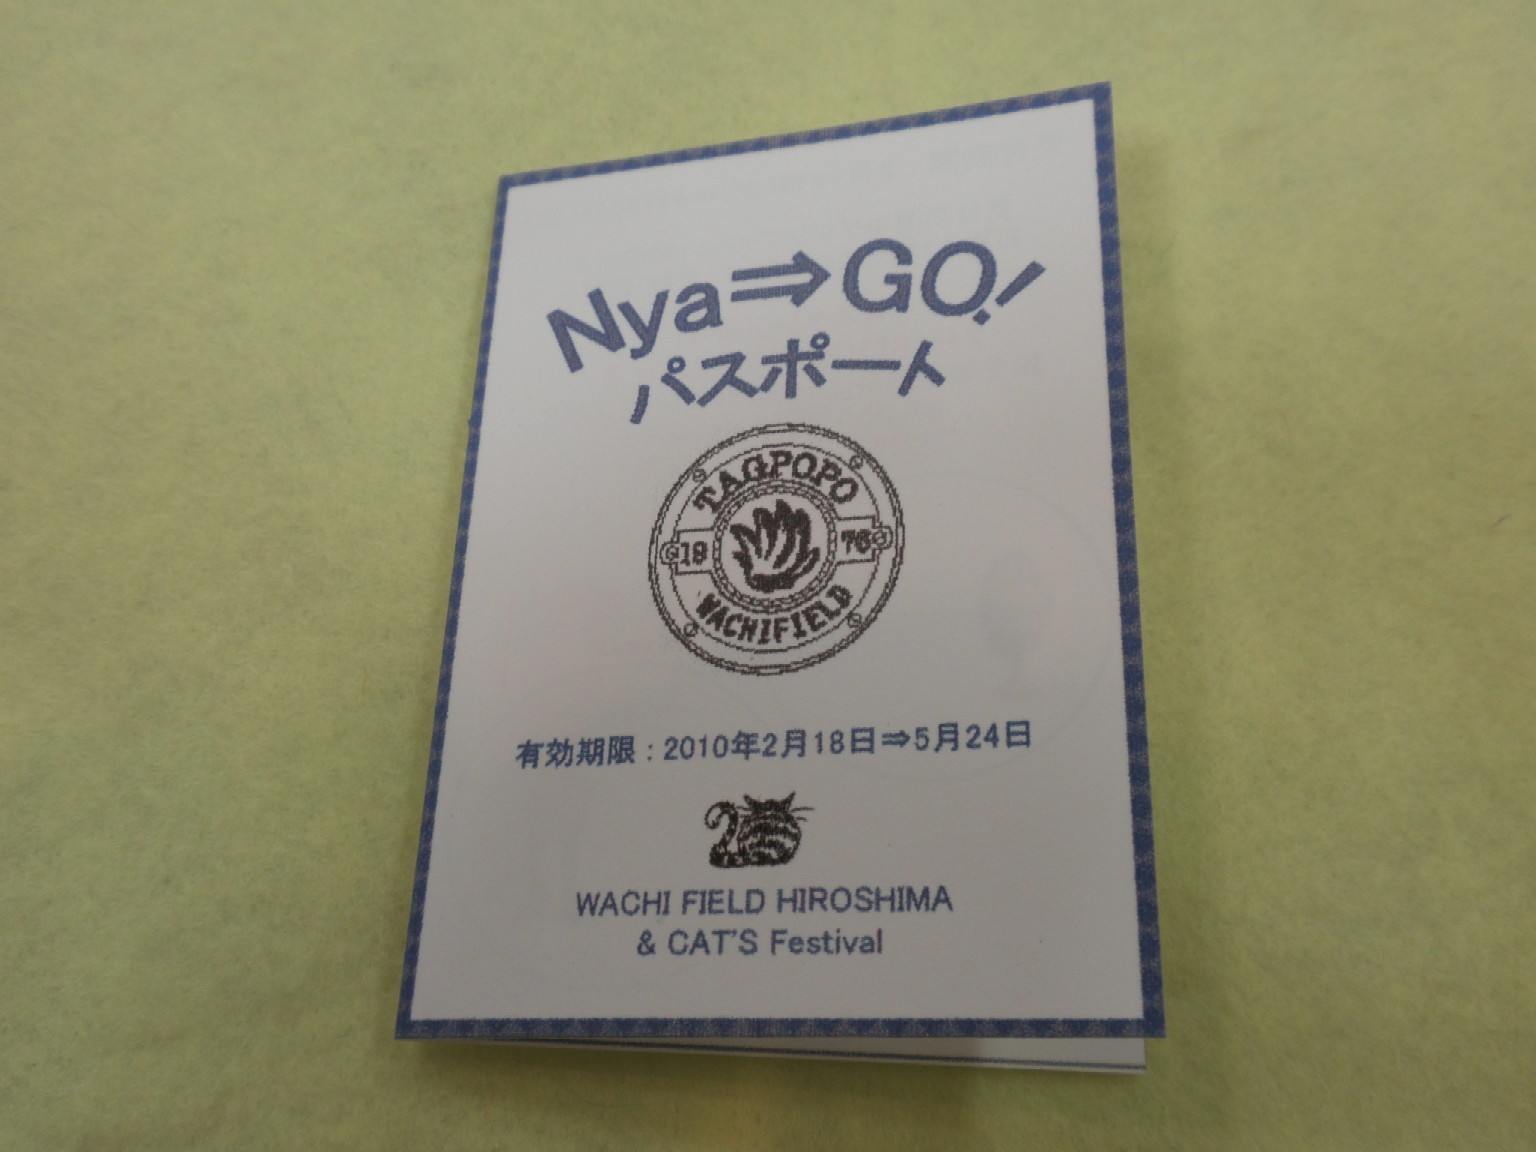 Nya⇒GO!
パスポート
TAGPOPO
19 76
WACHIFIELD
有効期限：2010年2月18日⇒5月24日
WACHI FIELD HIROSHIMA
& CAT'S Festival